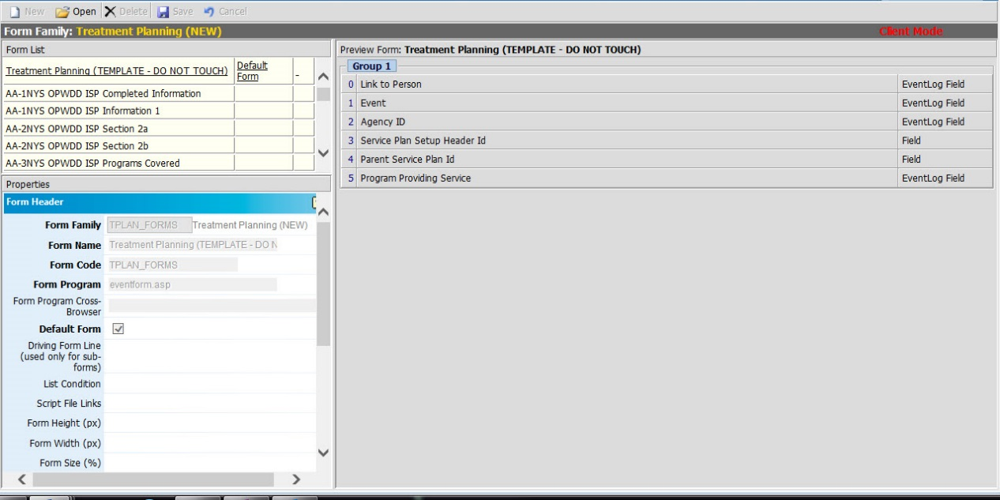 New Open Delete Save Cancel
Form Family: Treatment Planning (NEW) Client Mode
Form List
Treatment Planning (TEMPLATE - DO NOT TOUCH) Default Form -
AA-1NYS OPWDD ISP Completed Information
AA-1NYS OPWDD ISP Information 1
AA-2NYS OPWDD ISP Section 2a
AA-2NYS OPWDD ISP Section 2b
AA-3NYS OPWDD ISP Programs Covered
Properties
Form Header
Form Family TPLAN_FORMS Treatment Planning (NEW)
Form Name Treatment Planning (TEMPLATE - DO N
Form Code TPLAN_FORMS
Form Program eventform.asp
Form Program Cross-
Browser
Default Form
Driving Form Line
(used only for sub-
forms)
List Condition
Script File Links
Form Height (px)
Form Width (px)
Form Size (%)
Preview Form: Treatment Planning (TEMPLATE - DO NOT TOUCH)
Group 1
0 Link to Person EventLog Field
1 Event EventLog Field
2 Agency ID EventLog Field
3 Service Plan Setup Header Id Field
4 Parent Service Plan Id Field
5 Program Providing Service EventLog Field